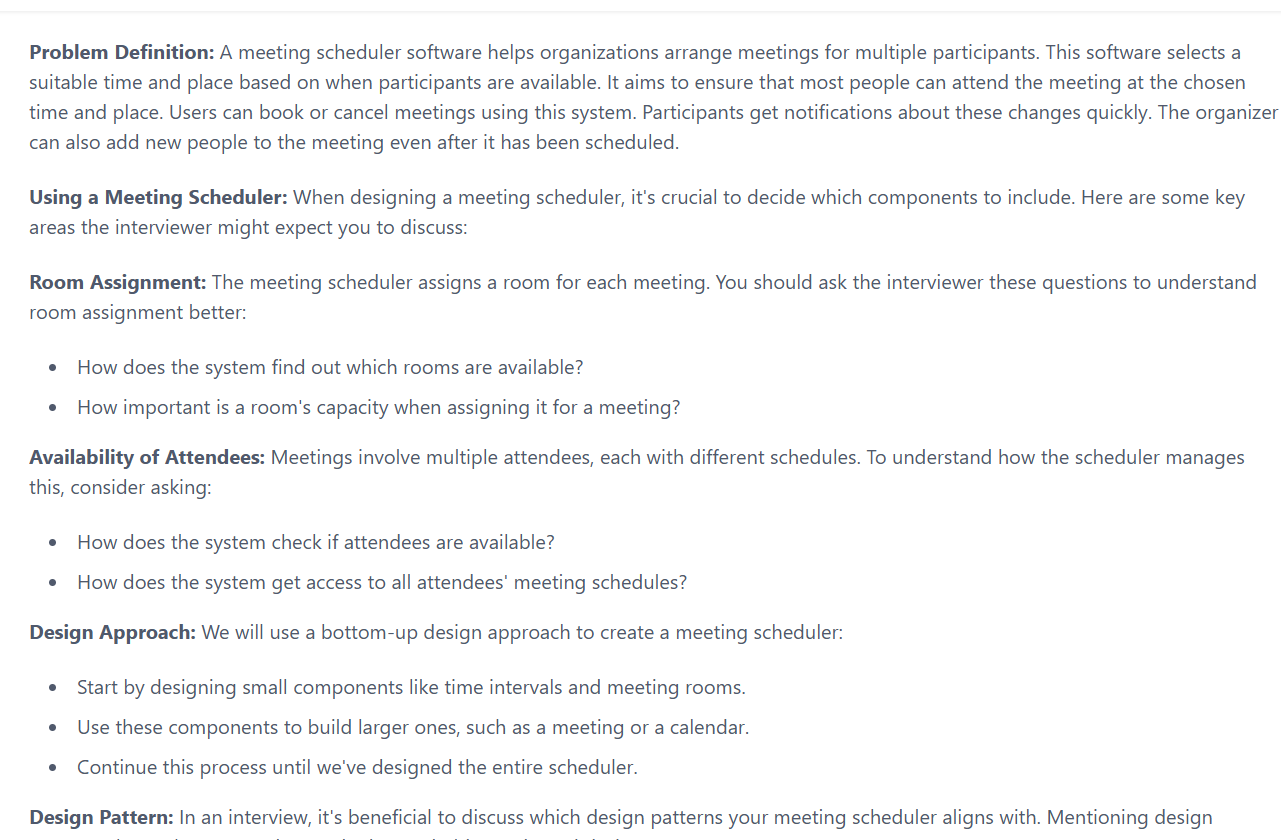 Problem Definition: A meeting scheduler software helps organizations arrange meetings for multiple participants. This software selects a
suitable time and place based on when participants are available. It aims to ensure that most people can attend the meeting at the chosen
time and place. Users can book or cancel meetings using this system. Participants get notifications about these changes quickly. The organizer
can also add new people to the meeting even after it has been scheduled.
Using a Meeting Scheduler: When designing a meeting scheduler, it's crucial to decide which components to include. Here are some key
areas the interviewer might expect you to discuss:
Room Assignment: The meeting scheduler assigns a room for each meeting. You should ask the interviewer these questions to understand
room assignment better:
• How does the system find out which rooms are available?
• How important is a room's capacity when assigning it for a meeting?
Availability of Attendees: Meetings involve multiple attendees, each with different schedules. To understand how the scheduler manages
this, consider asking:
• How does the system check if attendees are available?
• How does the system get access to all attendees' meeting schedules?
Design Approach: We will use a bottom-up design approach to create a meeting scheduler:
• Start by designing small components like time intervals and meeting rooms.
• Use these components to build larger ones, such as a meeting or a calendar.
• Continue this process until we've designed the entire scheduler.
Design Pattern: In an interview, it's beneficial to discuss which design patterns your meeting scheduler aligns with. Mentioning design